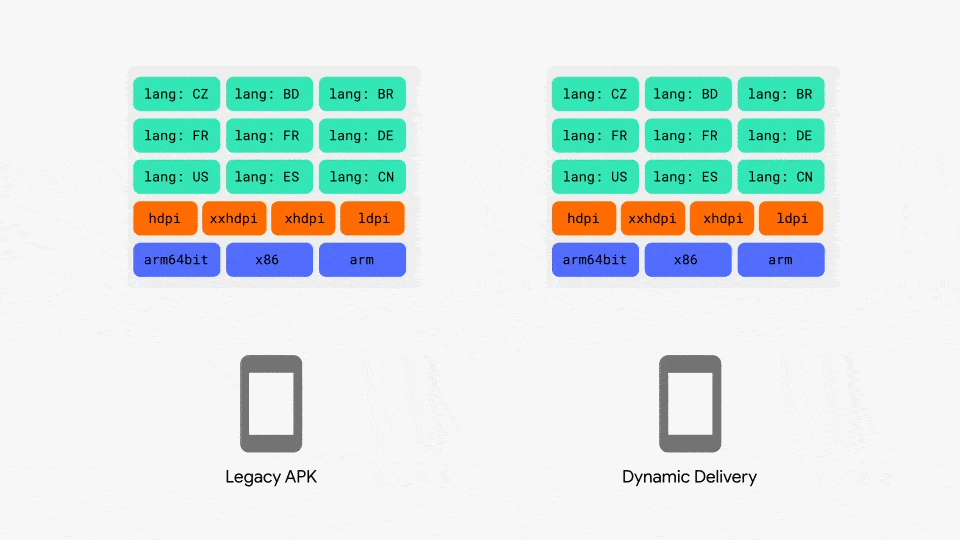 lang: CZ lang: BD lang: BR
lang: FR lang: FR lang: DE
lang: US lang: ES lang: CN
hdpi xxhdpi xhdpi ldpi
arm64bit x86 arm
Legacy APK
lang: CZ lang: BD lang: BR
lang: FR lang: FR lang: DE
lang: US lang: ES lang: CN
hdpi xxhdpi xhdpi ldpi
arm64bit x86 arm
Dynamic Delivery